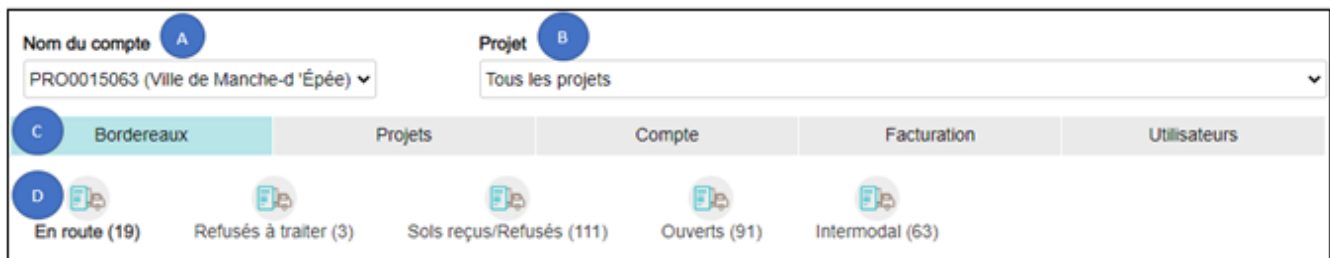 Nom du compte A Projet B
PRO0015063 (Ville de Manche-d 'Épée) Tous les projets
C Bordereaux Projets Compte Facturation Utilisateurs
D
En route (19) Refusés à traiter (3) Sols reçus/Refusés (111) Ouverts (91) Intermodal (63)